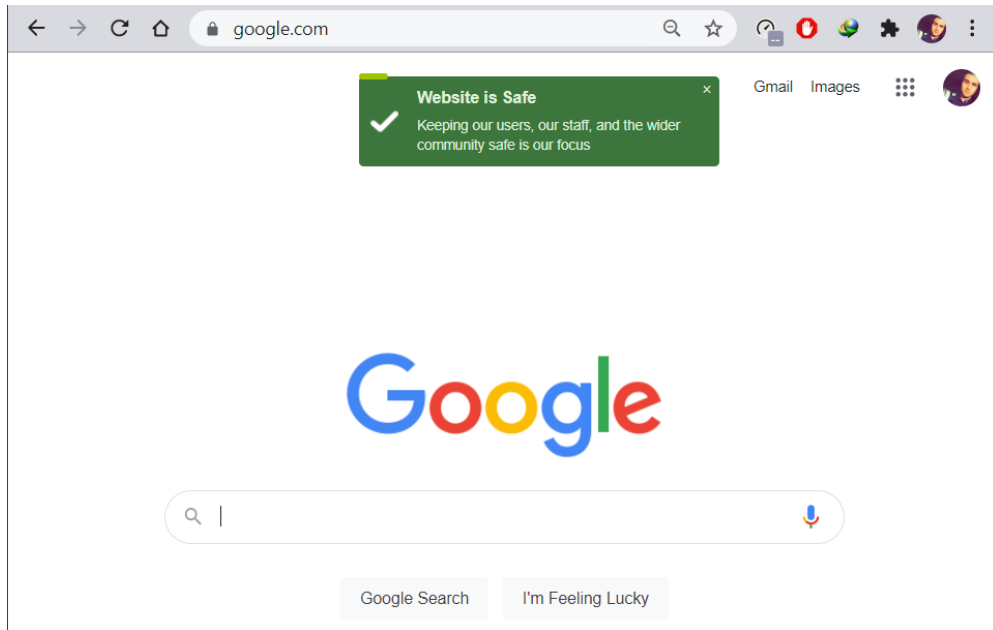 google.com
Website is Safe
×
Keeping our users, our staff, and the wider
community safe is our focus
Gmail Images
Google
Google Search I'm Feeling Lucky